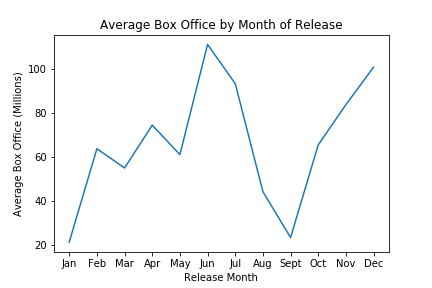 Average Box Office by Month of Release
Average Box Office (Millions)
100
80
60
40
20
Jan Feb Mar Apr May Jun Jul Aug Sept Oct Nov Dec
Release Month